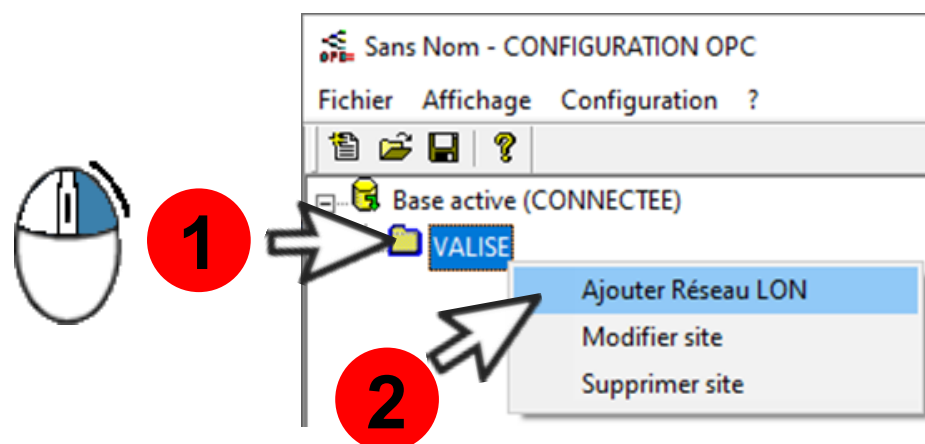 Sans Nom - CONFIGURATION OPC
Fichier Affichage Configuration ?
Base active (CONNECTEE)
1
VALISE
Ajouter Réseau LON
Modifier site
2
Supprimer site